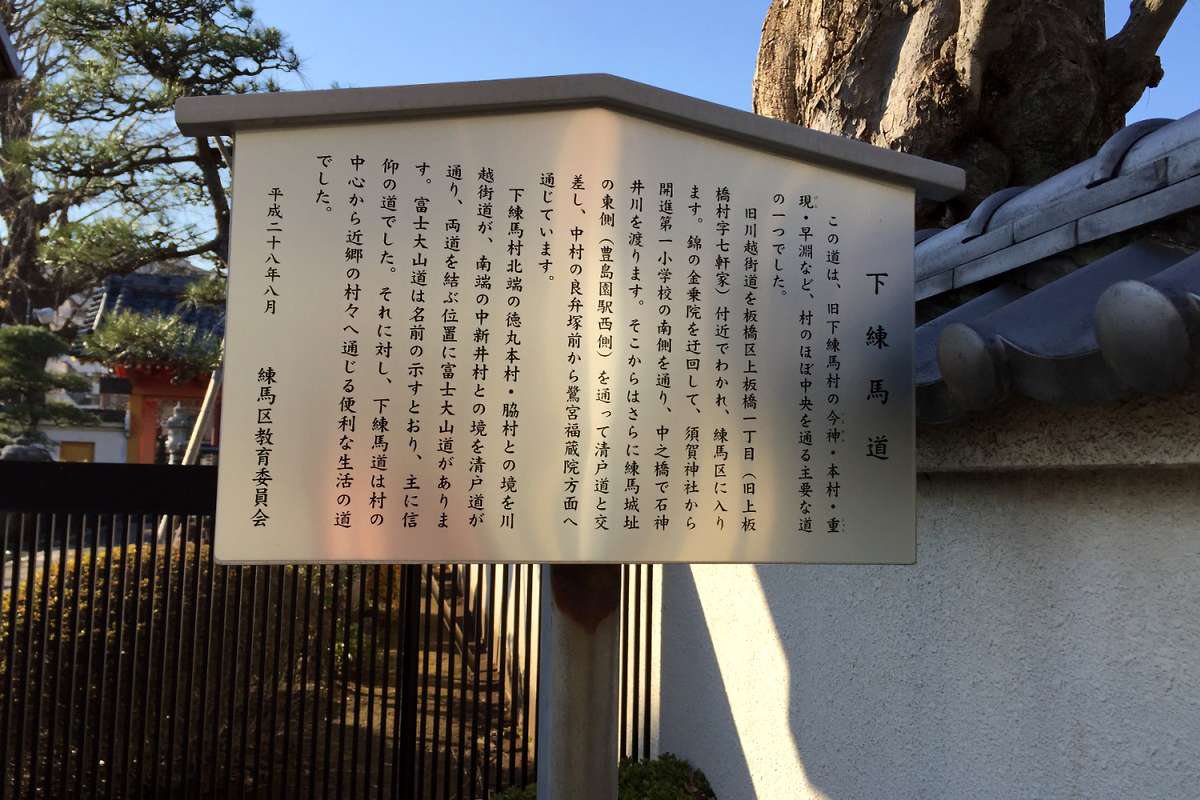 下練馬道
この道は、旧下練馬村の今神・本村・重
現・早淵など、村のほぼ中央を通る主要な道
の一つでした。
旧川越街道を板橋区上板橋一丁目（旧上板
橋村字七軒家）付近でわかれ、練馬区に入り
ます。錦の金乗院を迂回して、須賀神社から
開進第一小学校の南側を通り、中之橋で石神
井川を渡ります。そこからはさらに練馬城址
の東側（豊島園駅西側）を通って清戸道と交
差し、中村の良弁塚前から鷺宮福蔵院方面へ
通じています。
下練馬村北端の徳丸本村・脇村との境を川
越街道が、南端の中新井村との境を清戸道が
通り、両道を結ぶ位置に富士大山道がありま
す。富士大山道は名前の示すとおり、主に信
仰の道でした。それに対し、下練馬道は村の
中心から近郷の村々へ通じる便利な生活の道
でした。
平成二十八年八月
練馬区教育委員会